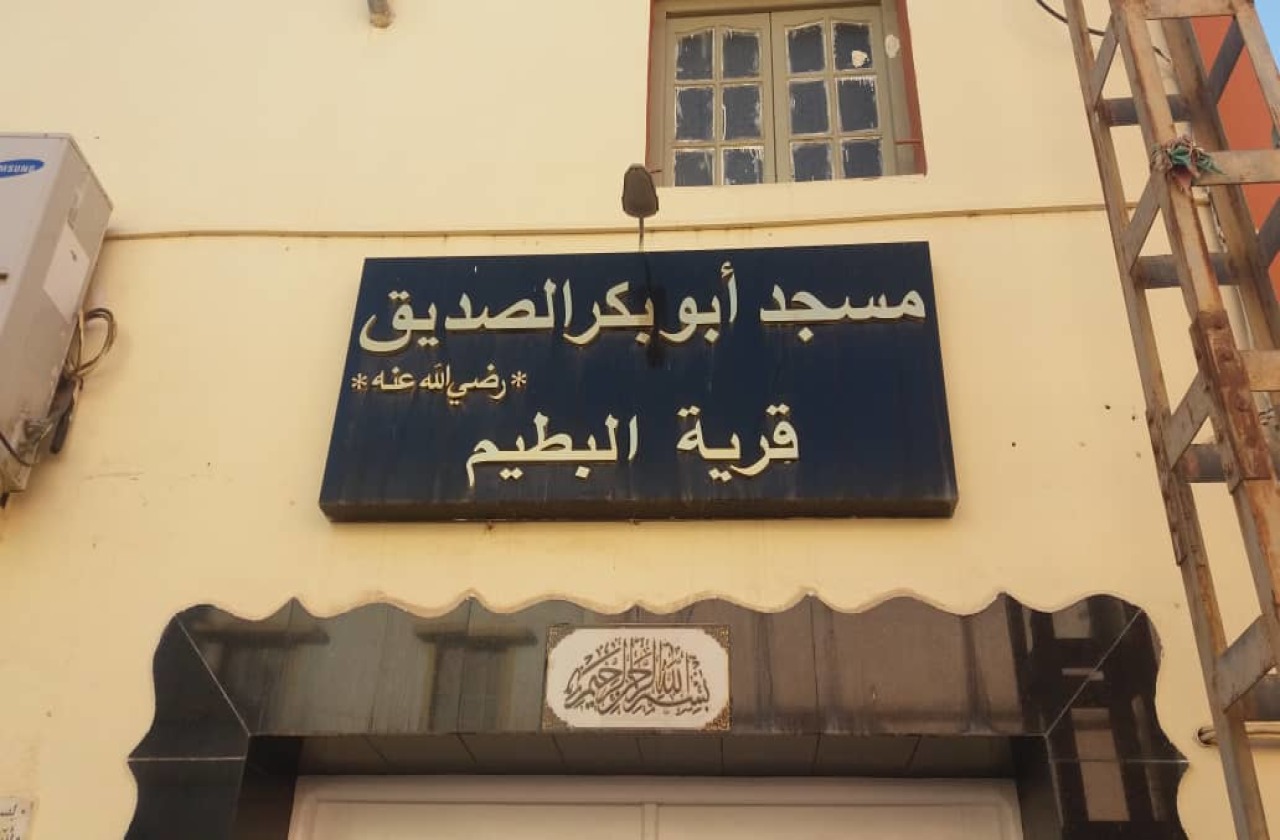 SAMSUNG
مسجد أبو بكر الصديق
*رضي الله عنه*
قرية البطيم
بسم الله الرحمن الرحيم